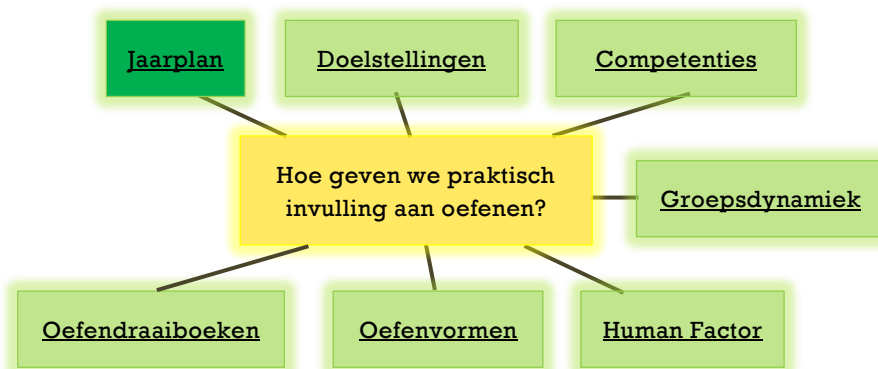 Jaarplan
Doelstellingen
Competenties
Hoe geven we praktisch
invulling aan oefenen?
Groepsdynamiek
Oefendraaiboeken
Oefenvormen
Human Factor